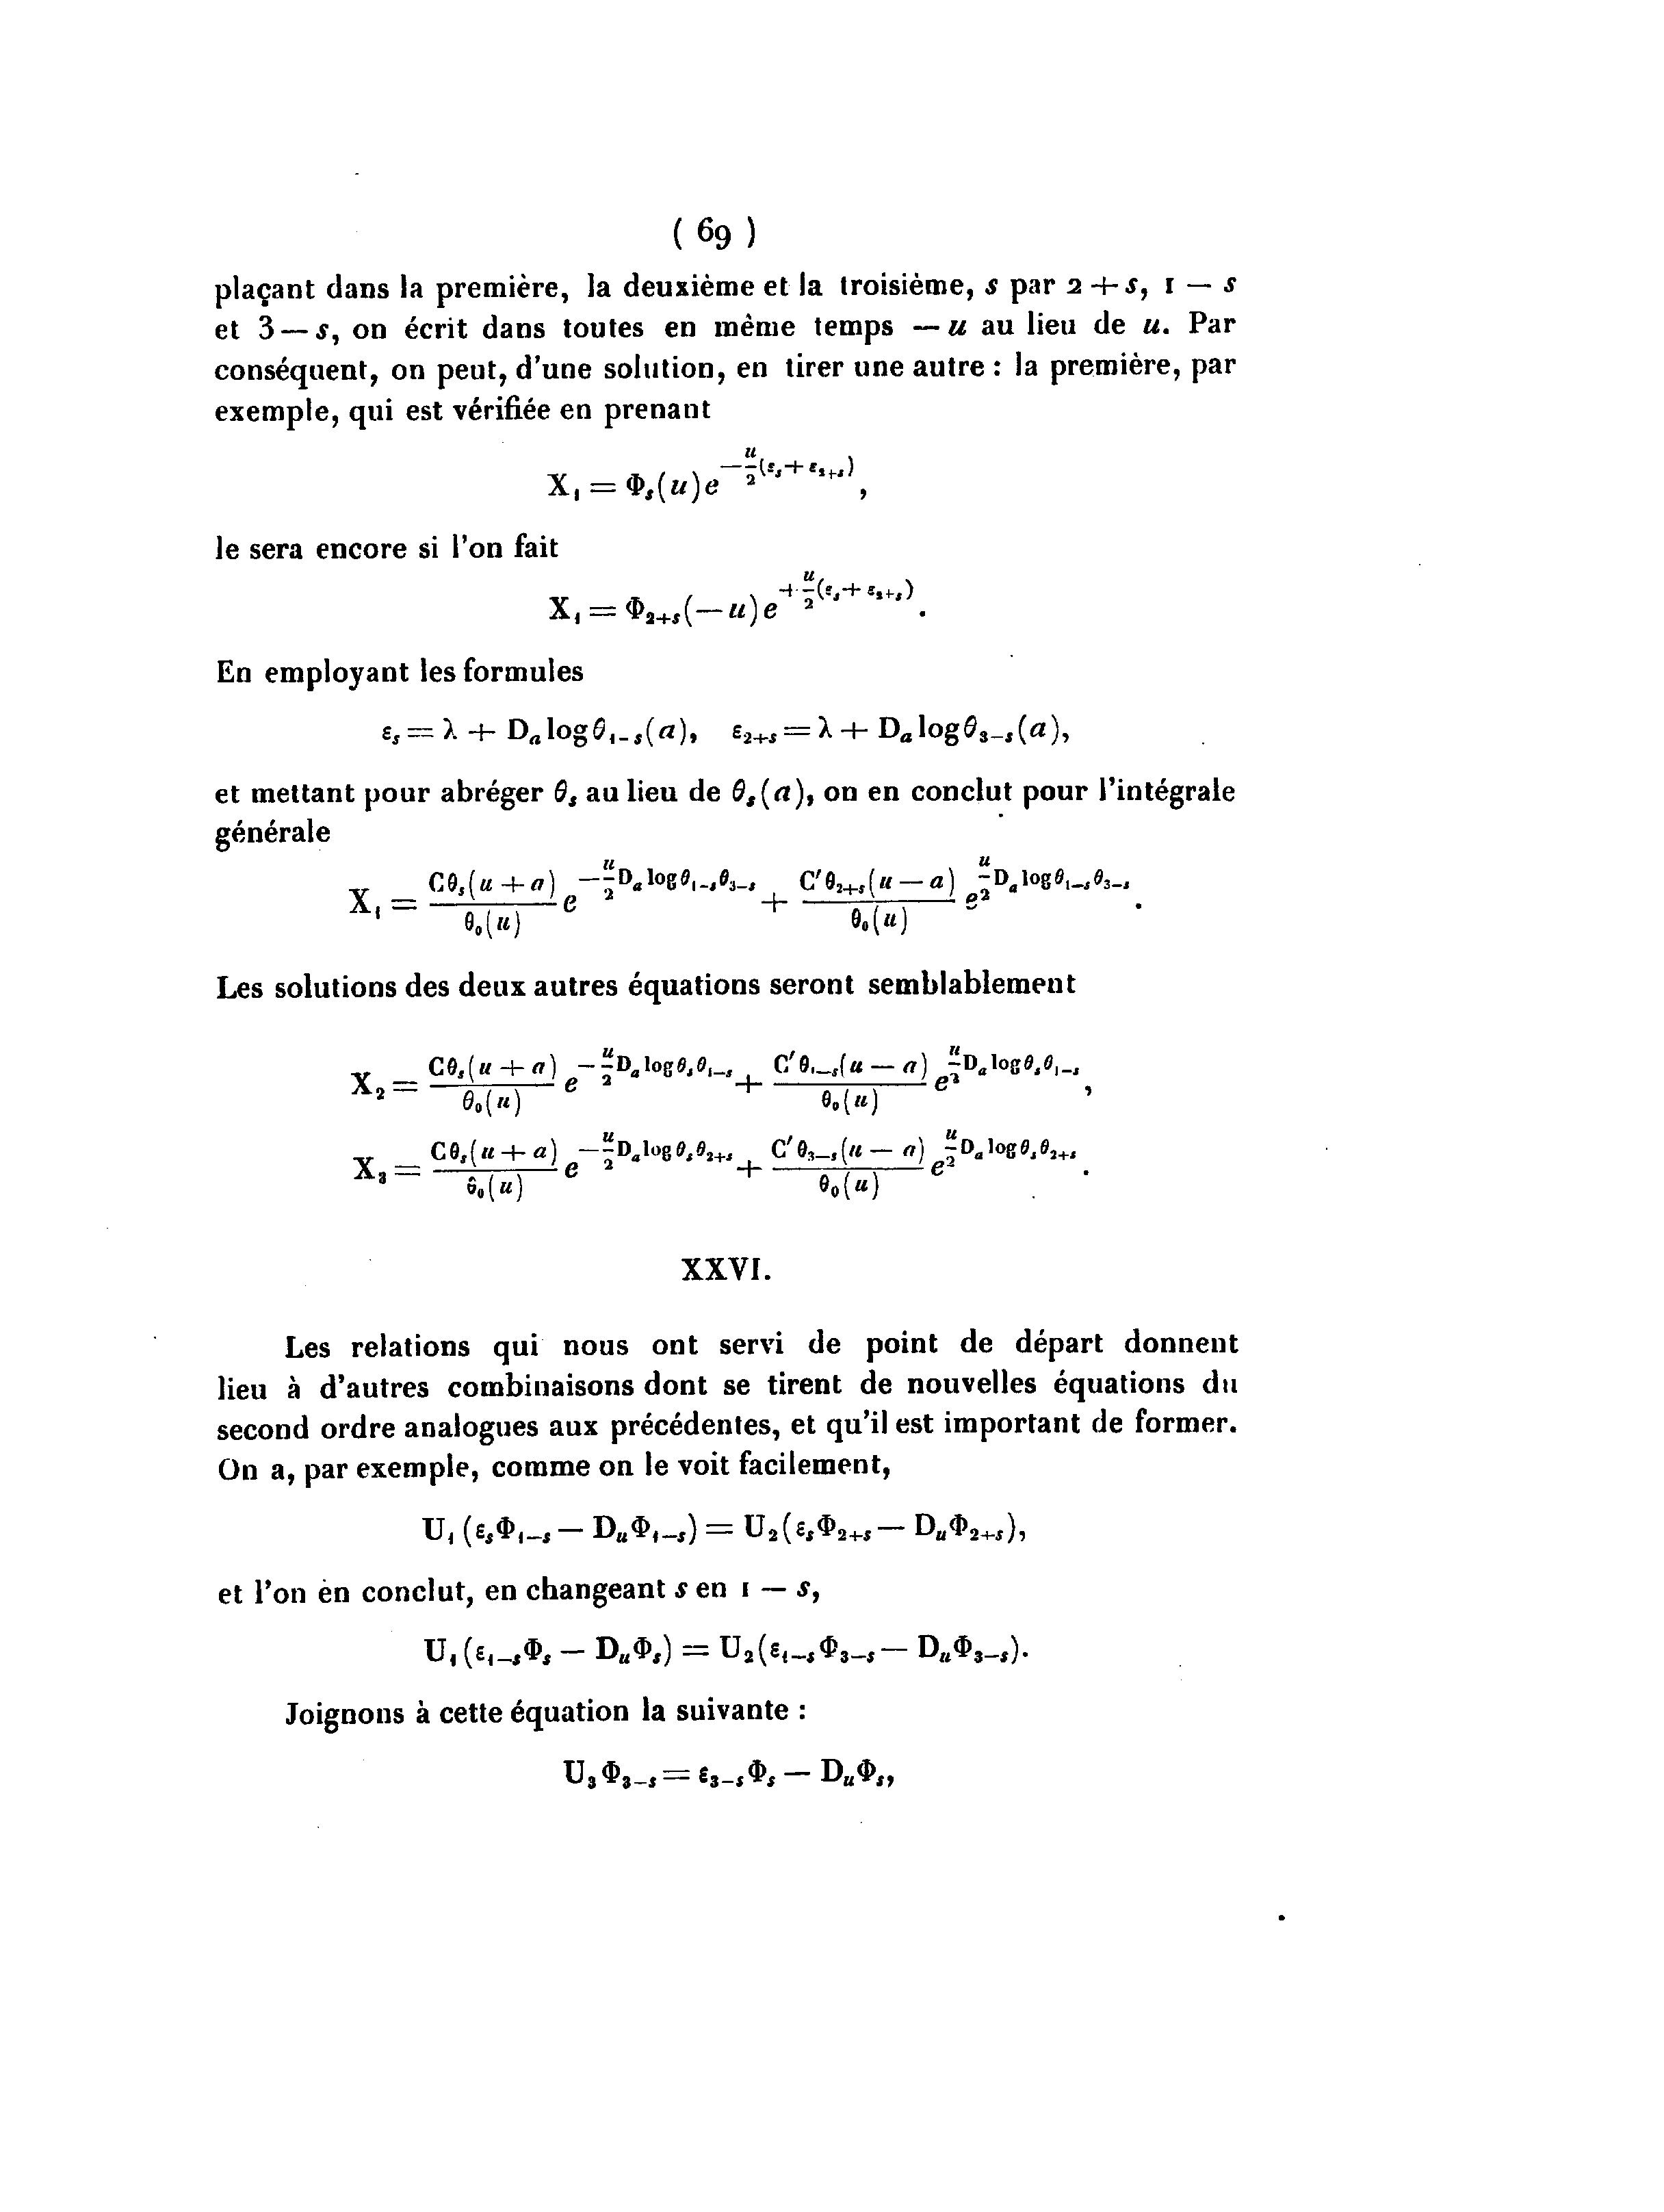 ( 69 )
plaçant dans la première, la deuxième et la troisième, s par 2 + s, 1 — s
et 3 — s, on écrit dans toutes en même temps — u au lieu de u. Par
conséquent, on peut, d'une solution, en tirer une autre : la première, par
exemple, qui est vérifiée en prenant
$X_1 = \Phi_s(u) e^{-\frac{u}{2}(\varepsilon_s + \varepsilon_{2+s})},$
le sera encore si l'on fait
$X_1 = \Phi_{2+s}(-u) e^{+\frac{u}{2}(\varepsilon_s + \varepsilon_{2+s})}.$
En employant les formules
$\varepsilon_s = \lambda + D_a \log \theta_{1-s}(a), \quad \varepsilon_{2+s} = \lambda + D_a \log \theta_{3-s}(a),$
et mettant pour abréger $\theta_s$ au lieu de $\theta_s(a)$, on en conclut pour l'intégrale
générale
$X_1 = \frac{C\theta_s(u+a)}{\theta_0(u)} e^{-\frac{u}{2} D_a \log \theta_{1-s}\theta_{3-s}} + \frac{C'\theta_{2+s}(u-a)}{\theta_0(u)} e^{\frac{u}{2} D_a \log \theta_{1-s}\theta_{3-s}}.$
Les solutions des deux autres équations seront semblablement
$X_2 = \frac{C\theta_s(u+a)}{\theta_0(u)} e^{-\frac{u}{2} D_a \log \theta_s\theta_{1-s}} + \frac{C'\theta_{1-s}(u-a)}{\theta_0(u)} e^{\frac{u}{2} D_a \log \theta_s\theta_{1-s}},$
$X_3 = \frac{C\theta_s(u+a)}{\theta_0(u)} e^{-\frac{u}{2} D_a \log \theta_s\theta_{2+s}} + \frac{C'\theta_{3-s}(u-a)}{\theta_0(u)} e^{\frac{u}{2} D_a \log \theta_s\theta_{2+s}}.$
XXVI.
Les relations qui nous ont servi de point de départ donnent
lieu à d'autres combinaisons dont se tirent de nouvelles équations du
second ordre analogues aux précédentes, et qu'il est important de former.
On a, par exemple, comme on le voit facilement,
$U_1(\varepsilon_s\Phi_{1-s} - D_u\Phi_{1-s}) = U_2(\varepsilon_s\Phi_{2+s} - D_u\Phi_{2+s}),$
et l'on en conclut, en changeant s en 1 — s,
$U_1(\varepsilon_{1-s}\Phi_s - D_u\Phi_s) = U_2(\varepsilon_{1-s}\Phi_{3-s} - D_u\Phi_{3-s}).$
Joignons à cette équation la suivante :
$U_3\Phi_{3-s} = \varepsilon_{3-s}\Phi_s - D_u\Phi_s,$